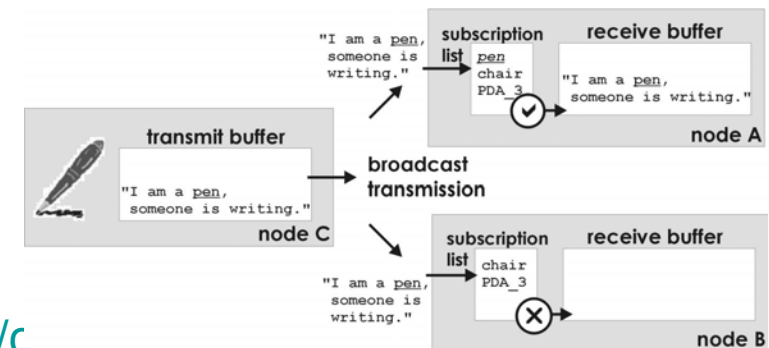 "I am a pen,
someone is
writing."
subscription
list
pen
chair
PDA_3
receive buffer
"I am a pen,
someone is writing."
node A
transmit buffer
"I am a pen,
someone is writing."
node C
broadcast
transmission
"I am a pen,
someone is
writing."
subscription
list
chair
PDA_3
receive buffer
node B